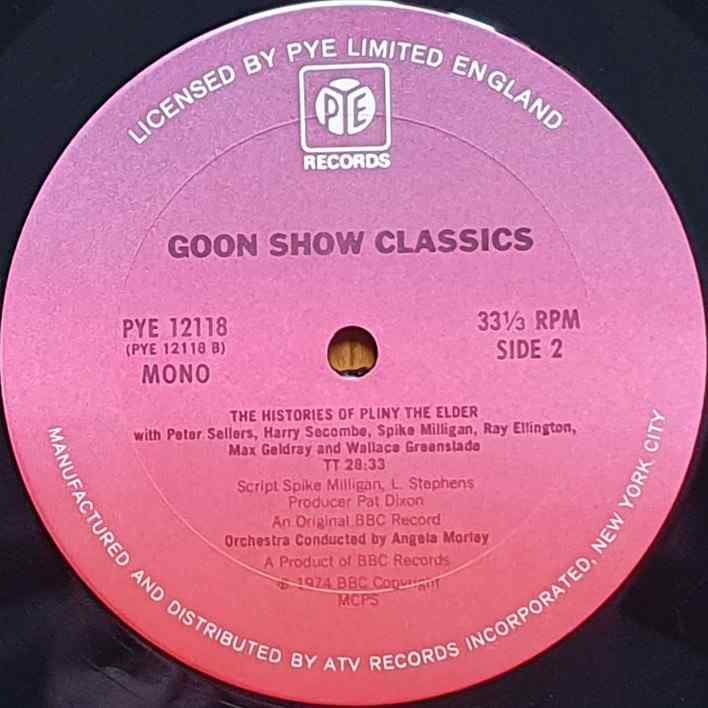 LICENSED BY PYE LIMITED ENGLAND
PYE
RECORDS
GOON SHOW CLASSICS
PYE 12118
(PYE 12118 B)
MONO
33⅓ RPM
SIDE 2
THE HISTORIES OF PLINY THE ELDER
with Peter Sellers, Harry Secombe, Spike Milligan, Ray Ellington,
Max Geldray and Wallace Greenslade
TT 28:33
Script Spike Milligan, L. Stephens
Producer Pat Dixon
An Original BBC Record
Orchestra Conducted by Angela Morley
A Product of BBC Records
℗ 1974 BBC Copyright
MCPS
MANUFACTURED AND DISTRIBUTED BY ATV RECORDS INCORPORATED, NEW YORK CITY